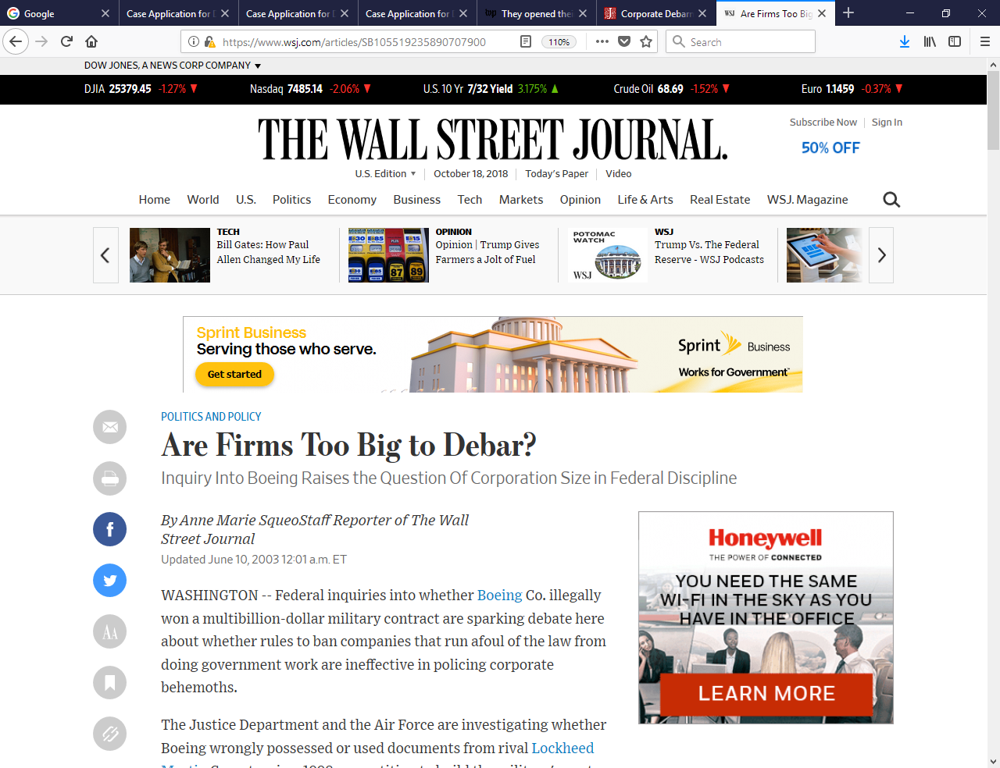 Google
Case Application for D
Case Application for D
Case Application for D
They opened thei
Corporate Debarm
WSJ Are Firms Too Big
https://www.wsj.com/articles/SB105519235890707900
110%
Search
DOW JONES, A NEWS CORP COMPANY
DJIA 25379.45 -1.27% Nasdaq 7485.14 -2.06% U.S. 10 Yr 7/32 Yield 3.175% Crude Oil 68.69 -1.52% Euro 1.1459 -0.37%
Subscribe Now Sign In
THE WALL STREET JOURNAL.
50% OFF
U.S. Edition October 18, 2018 Today's Paper Video
Home World U.S. Politics Economy Business Tech Markets Opinion Life & Arts Real Estate WSJ. Magazine
TECH
Bill Gates: How Paul
Allen Changed My Life
E30 E85 E15
87 89
OPINION
Opinion | Trump Gives
Farmers a Jolt of Fuel
POTOMAC
WATCH
WSJ
WSJ
Trump Vs. The Federal
Reserve - WSJ Podcasts
Sprint Business
Serving those who serve.
Get started
Sprint Business
Works for Government
POLITICS AND POLICY
Are Firms Too Big to Debar?
Inquiry Into Boeing Raises the Question Of Corporation Size in Federal Discipline
By Anne Marie SqueoStaff Reporter of The Wall
Street Journal
Updated June 10, 2003 12:01 a.m. ET
WASHINGTON -- Federal inquiries into whether Boeing Co. illegally
won a multibillion-dollar military contract are sparking debate here
about whether rules to ban companies that run afoul of the law from
doing government work are ineffective in policing corporate
behemoths.
The Justice Department and the Air Force are investigating whether
Boeing wrongly possessed or used documents from rival Lockheed
AA
Honeywell
THE POWER OF CONNECTED
YOU NEED THE SAME
WI-FI IN THE SKY AS YOU
HAVE IN THE OFFICE
LEARN MORE